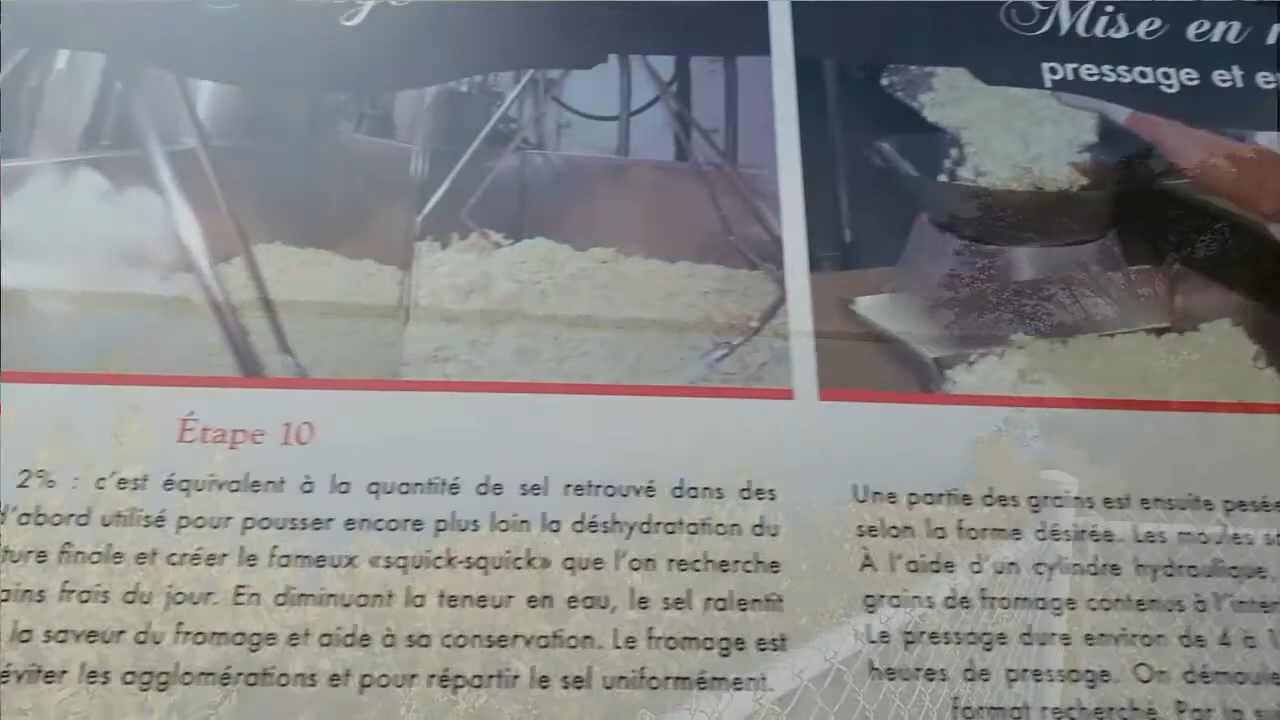 Mise en
pressage et
Étape 10
2% : c'est équivalent à la quantité de sel retrouvé dans des
d'abord utilisé pour pousser encore plus loin la déshydratation du
ture finale et créer le fameux «squick-squick» que l'on recherche
ains frais du jour. En diminuant la teneur en eau, le sel ralentit
la saveur du fromage et aide à sa conservation. Le fromage est
éviter les agglomérations et pour répartir le sel uniformément.
Une partie des grains est ensuite pesée
selon la forme désirée. Les moules
À l'aide d'un cylindre hydraulique,
grains de fromage contenus à l'inter
Le pressage dure environ de 4 à
heures de pressage. On démoule
format recherché. Par la